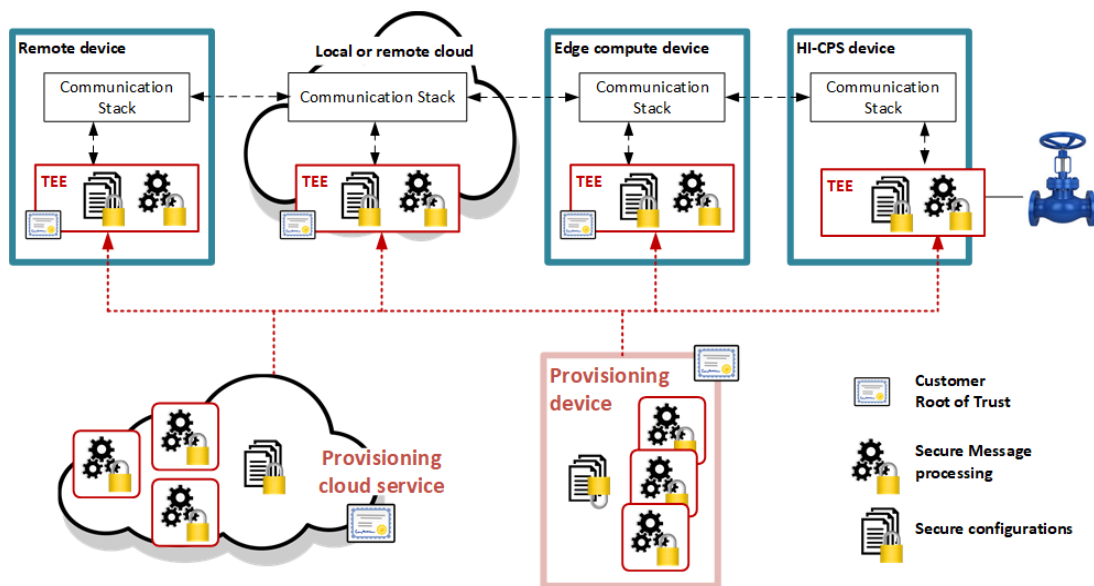 Remote device
Local or remote cloud
Edge compute device
HI-CPS device
Communication
Stack
Communication Stack
Communication
Stack
Communication
Stack
TEE
TEE
TEE
TEE
Provisioning
device
Provisioning
cloud service
Customer
Root of Trust
Secure Message
processing
Secure configurations